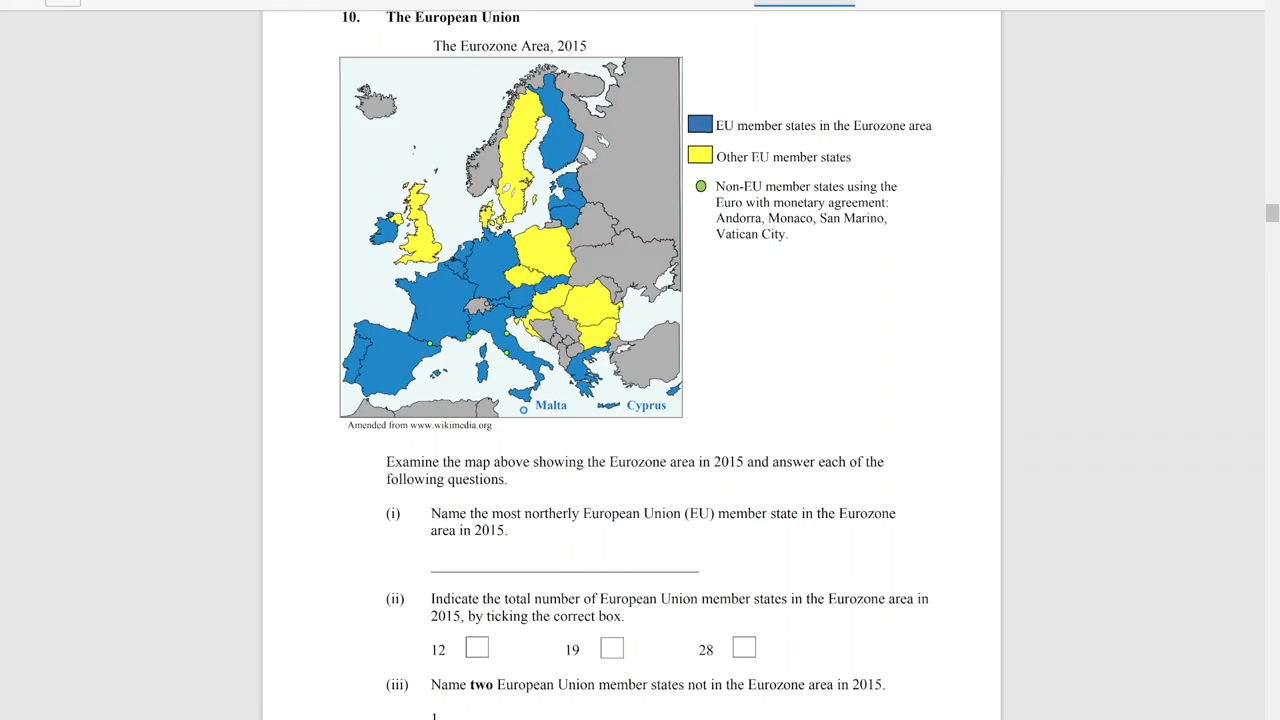 10. The European Union
The Eurozone Area, 2015
EU member states in the Eurozone area
Other EU member states
Non-EU member states using the
Euro with monetary agreement:
Andorra, Monaco, San Marino,
Vatican City.
Malta
Cyprus
Amended from www.wikimedia.org
Examine the map above showing the Eurozone area in 2015 and answer each of the
following questions.
(i) Name the most northerly European Union (EU) member state in the Eurozone
area in 2015.
(ii) Indicate the total number of European Union member states in the Eurozone area in
2015, by ticking the correct box.
12 19 28
(iii) Name two European Union member states not in the Eurozone area in 2015.
1